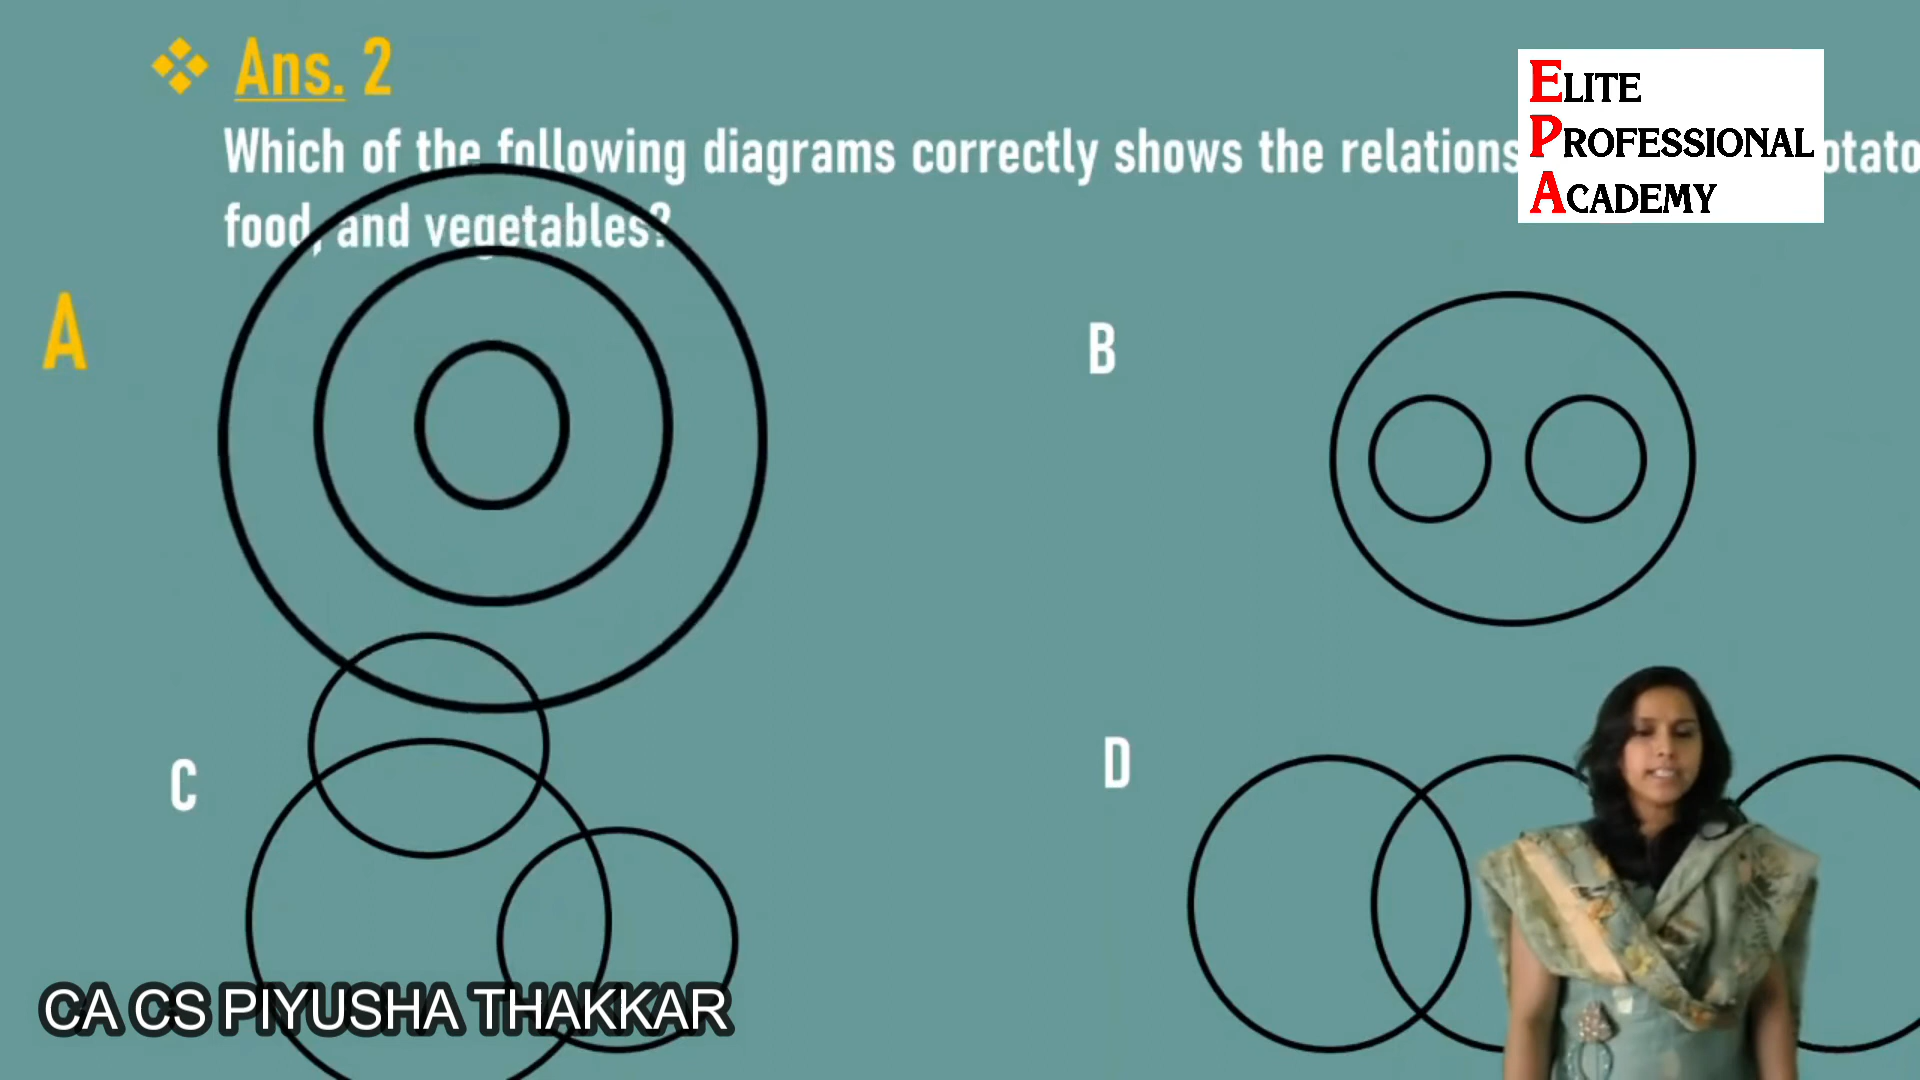 Ans. 2
Which of the following diagrams correctly shows the relations
food, and vegetables?
ELITE
PROFESSIONAL
ACADEMY
A
B
C
D
CA CS PIYUSHA THAKKAR